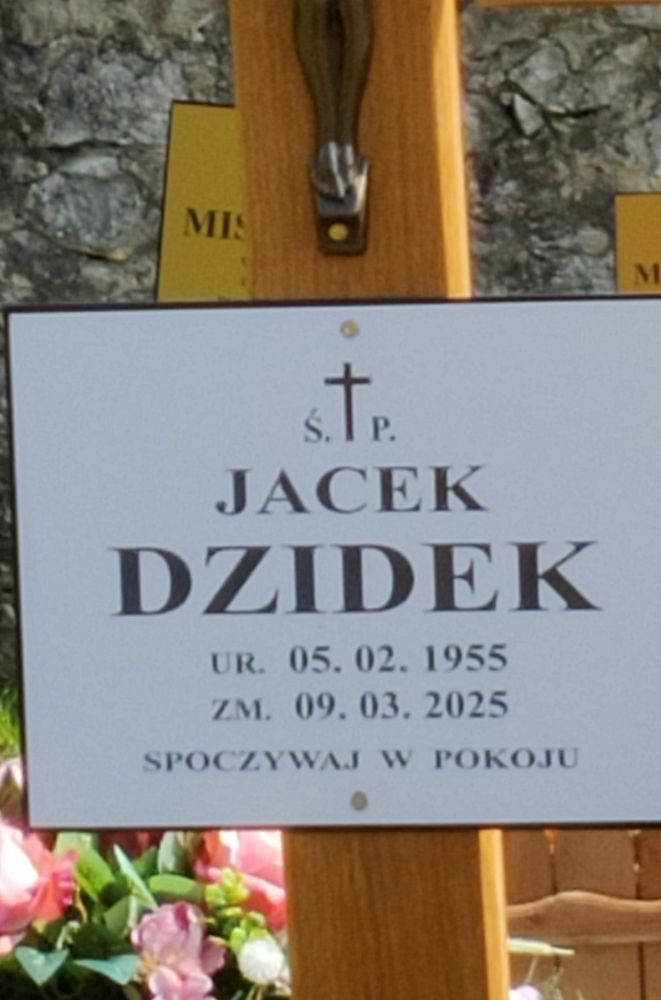 Ś. P.
JACEK
DZIDEK
UR. 05. 02. 1955
ZM. 09. 03. 2025
SPOCZYWAJ W POKOJU